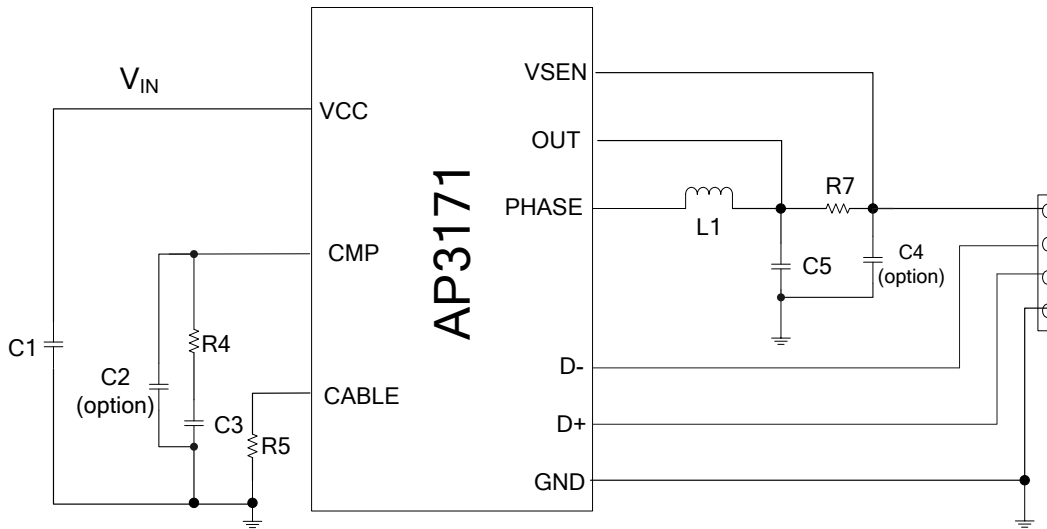 V_IN
VCC
CMP
CABLE
C1
C2
(option)
R4
C3
R5
AP3171
VSEN
OUT
PHASE
D-
D+
GND
L1
R7
C5
C4
(option)